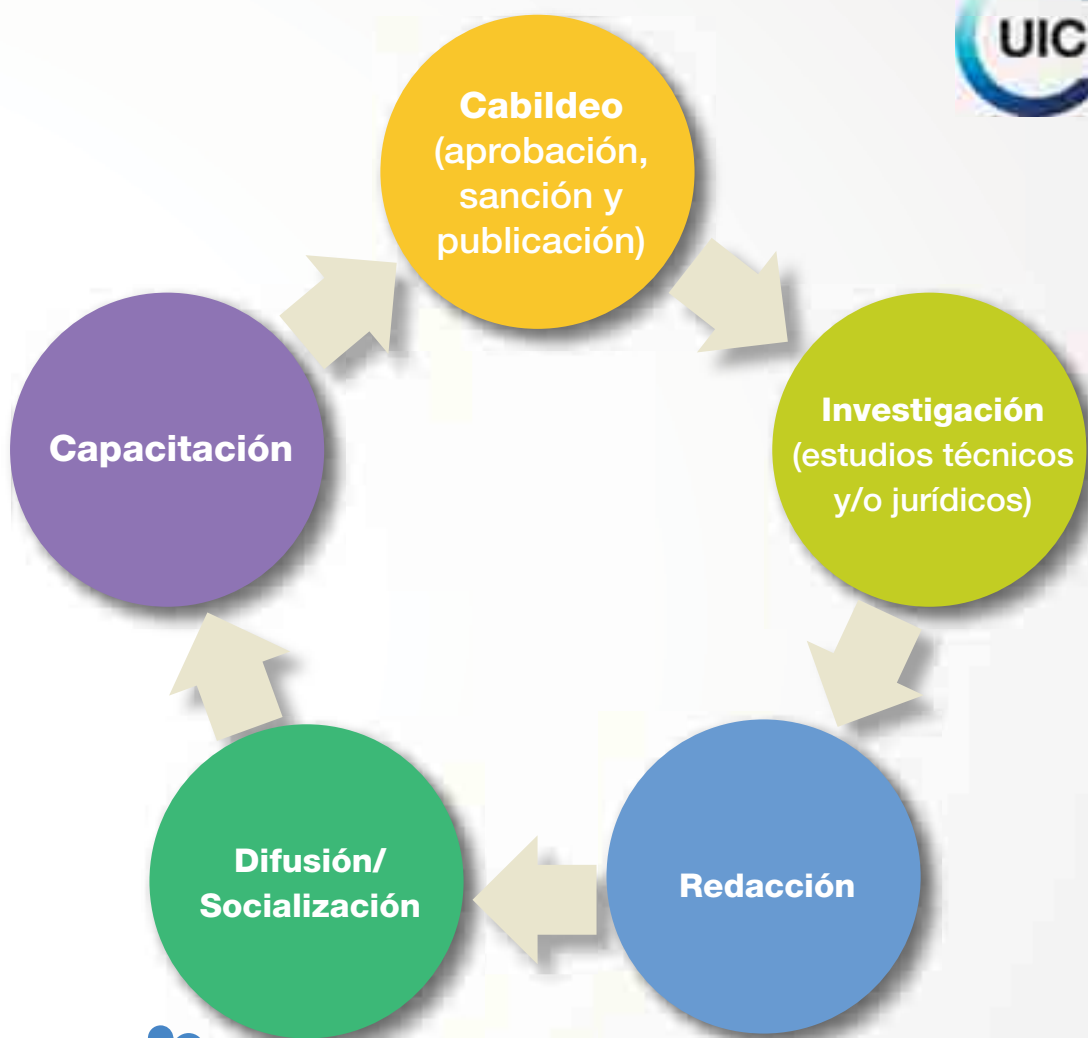 UIC
Cabildeo
(aprobación,
sanción y
publicación)
Investigación
(estudios técnicos
y/o jurídicos)
Redacción
Difusión/
Socialización
Capacitación